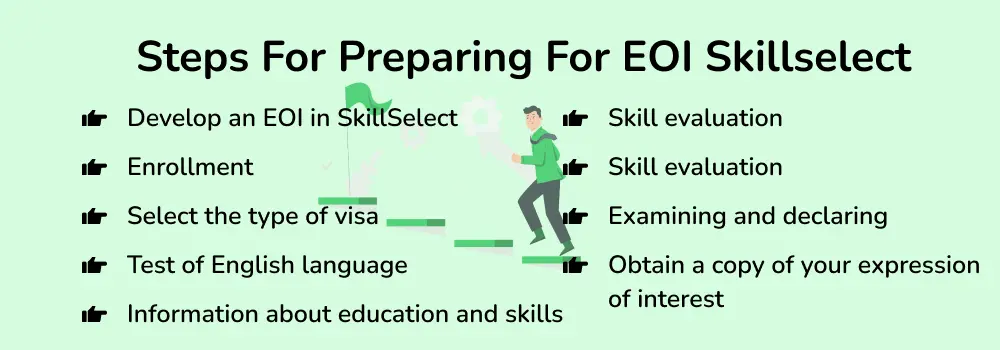 Steps For Preparing For EOI Skillselect
Develop an EOI in SkillSelect
Enrollment
Select the type of visa
Test of English language
Information about education and skills
Skill evaluation
Skill evaluation
Examining and declaring
Obtain a copy of your expression
of interest